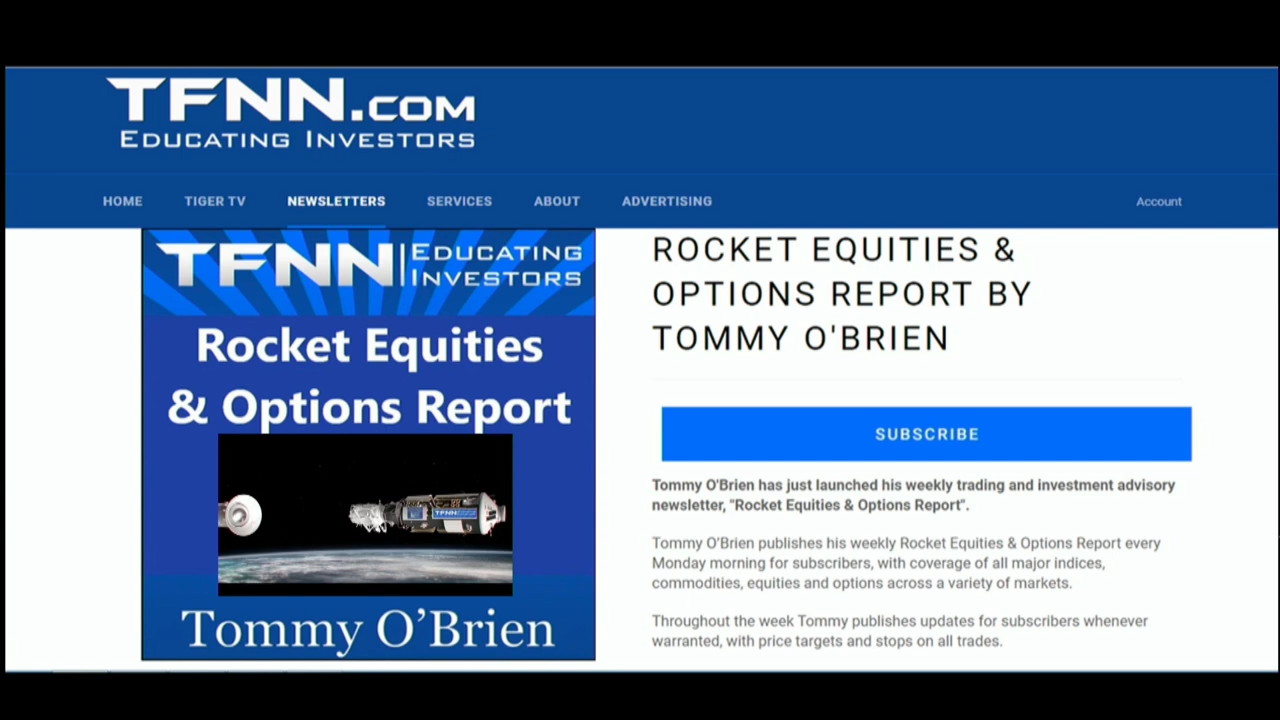 TFNN.COM
EDUCATING INVESTORS
HOME TIGER TV NEWSLETTERS SERVICES ABOUT ADVERTISING Account
TFNN EDUCATING INVESTORS
Rocket Equities
& Options Report
TFNN
Tommy O’Brien
ROCKET EQUITIES &
OPTIONS REPORT BY
TOMMY O'BRIEN
SUBSCRIBE
Tommy O'Brien has just launched his weekly trading and investment advisory
newsletter, "Rocket Equities & Options Report".
Tommy O’Brien publishes his weekly Rocket Equities & Options Report every
Monday morning for subscribers, with coverage of all major indices,
commodities, equities and options across a variety of markets.
Throughout the week Tommy publishes updates for subscribers whenever
warranted, with price targets and stops on all trades.